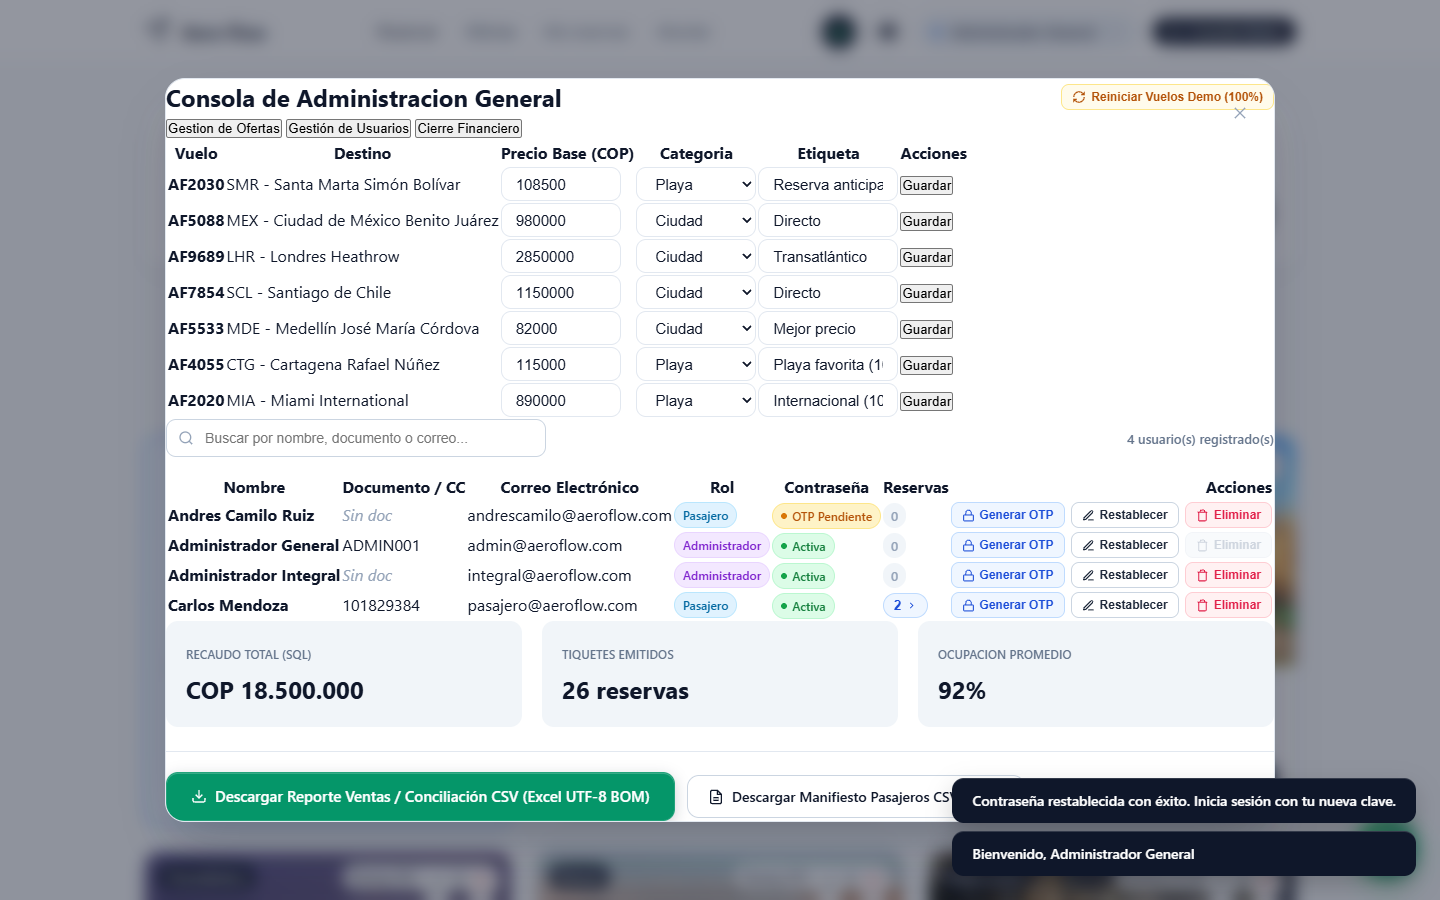 Consola de Administracion General
Reiniciar Vuelos Demo (100%)
Gestion de Ofertas Gestión de Usuarios Cierre Financiero
Vuelo Destino Precio Base (COP) Categoria Etiqueta Acciones
AF2030 SMR - Santa Marta Simón Bolívar 108500 Playa Reserva anticipa Guardar
AF5088 MEX - Ciudad de México Benito Juárez 980000 Ciudad Directo Guardar
AF9689 LHR - Londres Heathrow 2850000 Ciudad Transatlántico Guardar
AF7854 SCL - Santiago de Chile 1150000 Ciudad Directo Guardar
AF5533 MDE - Medellín José María Córdova 82000 Ciudad Mejor precio Guardar
AF4055 CTG - Cartagena Rafael Núñez 115000 Playa Playa favorita (10 Guardar
AF2020 MIA - Miami International 890000 Playa Internacional (10 Guardar
Buscar por nombre, documento o correo... 4 usuario(s) registrado(s)
Nombre Documento / CC Correo Electrónico Rol Contraseña Reservas Acciones
Andres Camilo Ruiz Sin doc andrescamilo@aeroflow.com Pasajero OTP Pendiente 0 Generar OTP Restablecer Eliminar
Administrador General ADMIN001 admin@aeroflow.com Administrador Activa 0 Generar OTP Restablecer Eliminar
Administrador Integral Sin doc integral@aeroflow.com Administrador Activa 0 Generar OTP Restablecer Eliminar
Carlos Mendoza 101829384 pasajero@aeroflow.com Pasajero Activa 2 › Generar OTP Restablecer Eliminar
RECAUDO TOTAL (SQL) TIQUETES EMITIDOS OCUPACION PROMEDIO
COP 18.500.000 26 reservas 92%
Descargar Reporte Ventas / Conciliación CSV (Excel UTF-8 BOM) Descargar Manifiesto Pasajeros CSV
Contraseña restablecida con éxito. Inicia sesión con tu nueva clave.
Bienvenido, Administrador General